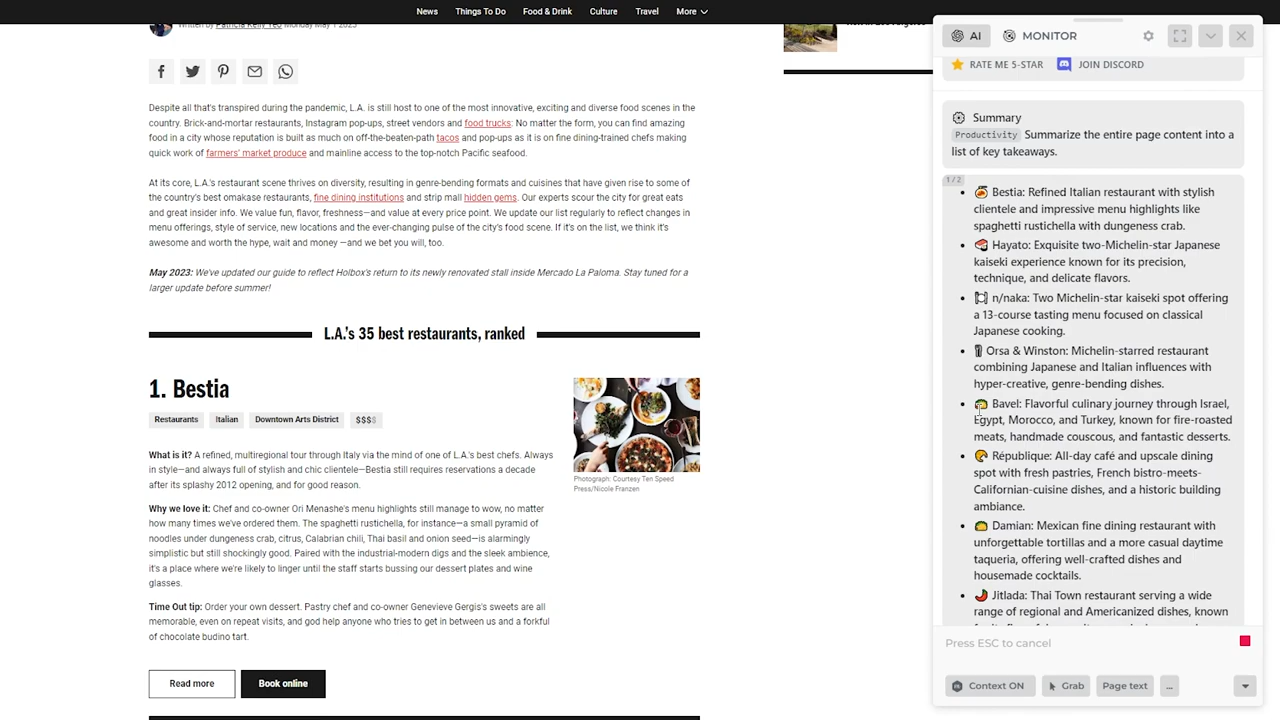 News Things To Do Food & Drink Culture Travel More
Written by Patricia Kelly Yeo Monday May 1 2023
Despite all that's transpired during the pandemic, L.A. is still host to one of the most innovative, exciting and diverse food scenes in the
country. Brick-and-mortar restaurants, Instagram pop-ups, street vendors and food trucks: No matter the form, you can find amazing
food in a city whose reputation is built as much on off-the-beaten-path tacos and pop-ups as it is on fine dining-trained chefs making
quick work of farmers' market produce and mainline access to the top-notch Pacific seafood.
At its core, L.A.'s restaurant scene thrives on diversity, resulting in genre-bending formats and cuisines that have given rise to some of
the country's best omakase restaurants, fine dining institutions and strip mall hidden gems. Our experts scour the city for great eats
and great insider info. We value fun, flavor, freshness—and value at every price point. We update our list regularly to reflect changes in
menu offerings, style of service, new locations and the ever-changing pulse of the city's food scene. If it's on the list, we think it's
awesome and worth the hype, wait and money —and we bet you will, too.
May 2023: We've updated our guide to reflect Holbox's return to its newly renovated stall inside Mercado La Paloma. Stay tuned for a
larger update before summer!
L.A.'s 35 best restaurants, ranked
1. Bestia
Restaurants Italian Downtown Arts District $$$$
What is it? A refined, multiregional tour through Italy via the mind of one of L.A.'s best chefs. Always
in style—and always full of stylish and chic clientele—Bestia still requires reservations a decade
after its splashy 2012 opening, and for good reason.
Why we love it: Chef and co-owner Ori Menashe's menu highlights still manage to wow, no matter
how many times we've ordered them. The spaghetti rustichella, for instance—a small pyramid of
noodles under dungeness crab, citrus, Calabrian chili, Thai basil and onion seed—is alarmingly
simplistic but still shockingly good. Paired with the industrial-modern digs and the sleek ambience,
it's a place where we're likely to linger until the staff starts bussing our dessert plates and wine
glasses.
Time Out tip: Order your own dessert. Pastry chef and co-owner Genevieve Gergis's sweets are all
memorable, even on repeat visits, and god help anyone who tries to get in between us and a forkful
of chocolate budino tart.
Photograph: Courtesy Ten Speed
Press/Nicole Franzen
Read more Book online
AI MONITOR
RATE ME 5-STAR JOIN DISCORD
Summary
Productivity Summarize the entire page content into a
list of key takeaways.
1/2
Bestia: Refined Italian restaurant with stylish
clientele and impressive menu highlights like
spaghetti rustichella with dungeness crab.
Hayato: Exquisite two-Michelin-star Japanese
kaiseki experience known for its precision,
technique, and delicate flavors.
n/naka: Two Michelin-star kaiseki spot offering
a 13-course tasting menu focused on classical
Japanese cooking.
Orsa & Winston: Michelin-starred restaurant
combining Japanese and Italian influences with
hyper-creative, genre-bending dishes.
Bavel: Flavorful culinary journey through Israel,
Egypt, Morocco, and Turkey, known for fire-roasted
meats, handmade couscous, and fantastic desserts.
République: All-day café and upscale dining
spot with fresh pastries, French bistro-meets-
Californian-cuisine dishes, and a historic building
ambiance.
Damian: Mexican fine dining restaurant with
unforgettable tortillas and a more casual daytime
taqueria, offering well-crafted dishes and
housemade cocktails.
Jitlada: Thai Town restaurant serving a wide
range of regional and Americanized dishes, known
Press ESC to cancel
Context ON Grab Page text ...